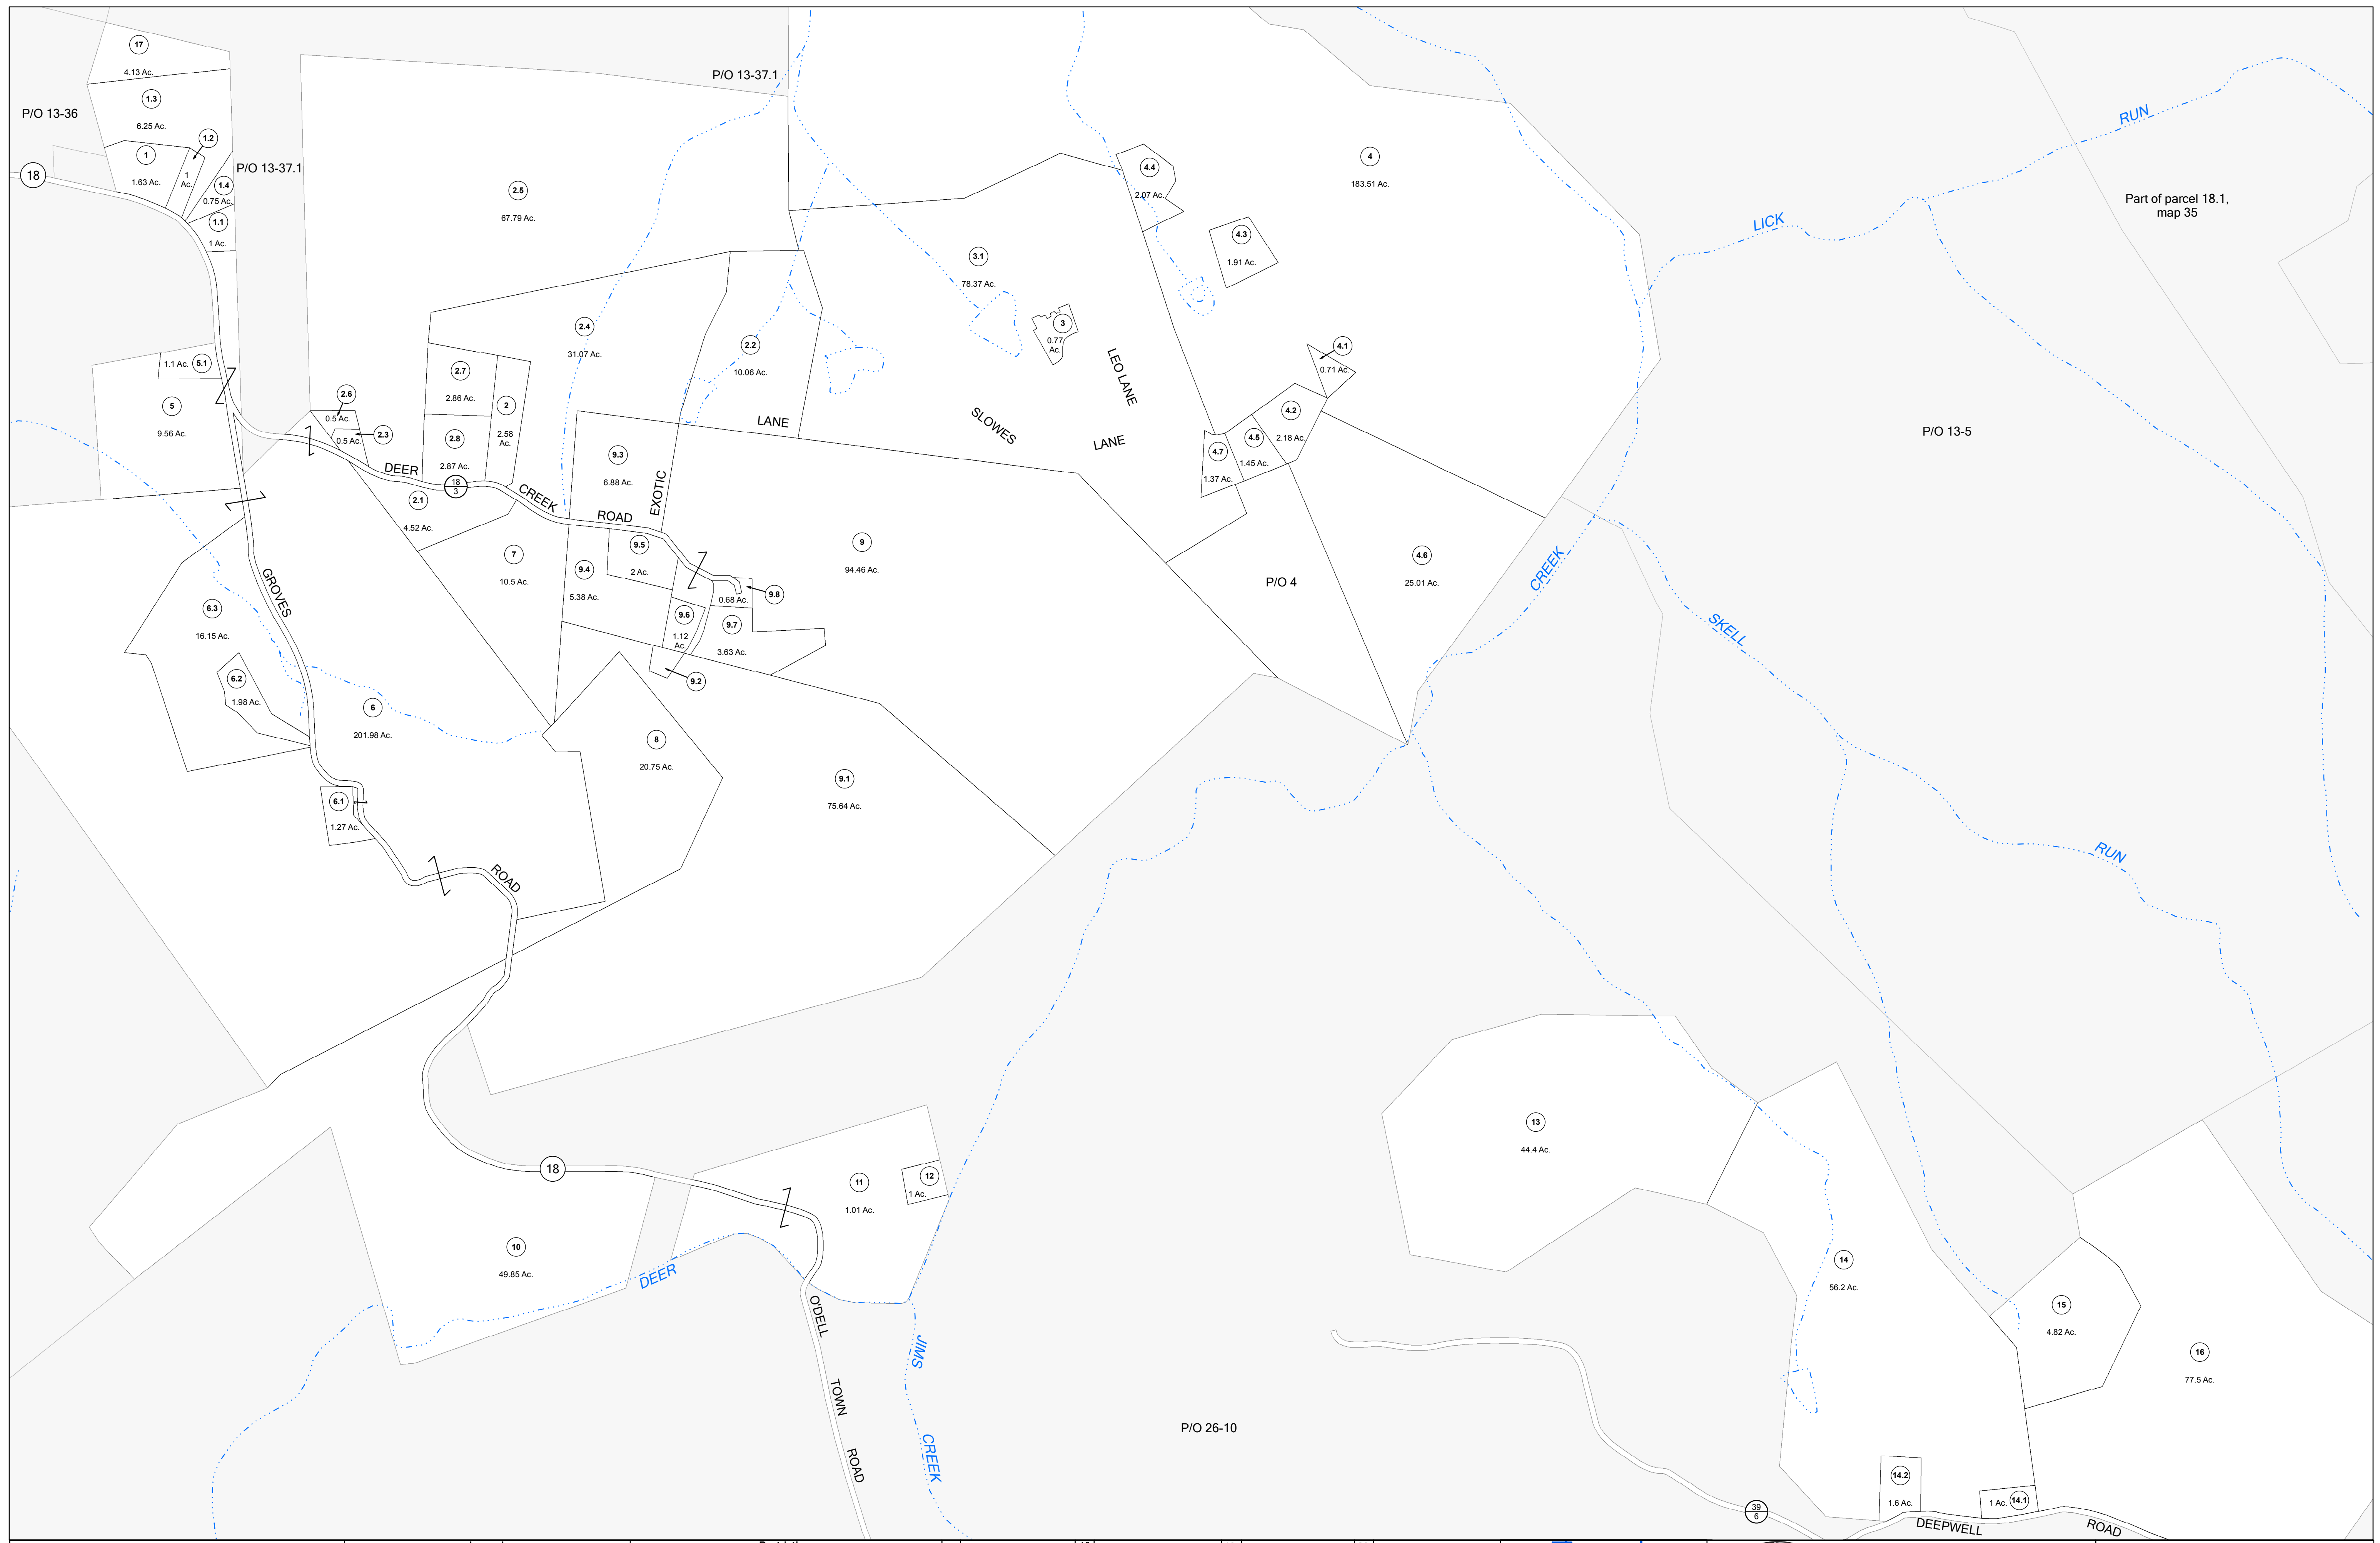 17
4.13 Ac.
P/O 13-37.1
1.3
6.25 Ac.
P/O 13-36
1.2
1
1.63 Ac.
1
Ac.
18
P/O 13-37.1
1.4
0.75 Ac.
1.1
1 Ac.
2.5
67.79 Ac.
4
183.51 Ac.
4.4
2.07 Ac.
4.3
1.91 Ac.
RUN
LICK
Part of parcel 18.1,
map 35
3.1
78.37 Ac.
3
0.77
Ac.
2.4
31.07 Ac.
2.2
10.06 Ac.
LEO LANE
4.1
0.71 Ac.
1.1 Ac.
5.1
5
9.56 Ac.
2.6
0.5 Ac.
2.3
0.5 Ac.
2.7
2.86 Ac.
2
2.58
Ac.
2.8
2.87 Ac.
LANE
SLOWES
LANE
4.2
2.18 Ac.
4.5
1.45 Ac.
4.7
1.37 Ac.
P/O 13-5
9.3
6.88 Ac.
EXOTIC
DEER
18
3
CREEK
ROAD
2.1
4.52 Ac.
7
10.5 Ac.
9.4
5.38 Ac.
9.5
2 Ac.
9
94.46 Ac.
9.8
0.68 Ac.
9.6
1.12
Ac.
9.7
3.63 Ac.
9.2
P/O 4
4.6
25.01 Ac.
CREEK
SKELL
RUN
GROVES
6.3
16.15 Ac.
6.2
1.98 Ac.
6
201.98 Ac.
8
20.75 Ac.
9.1
75.64 Ac.
6.1
1.27 Ac.
ROAD
13
44.4 Ac.
18
11
1.01 Ac.
12
1 Ac.
10
49.85 Ac.
DEER
O'DELL
TOWN
ROAD
JIMS
CREEK
14
56.2 Ac.
15
4.82 Ac.
16
77.5 Ac.
P/O 26-10
14.2
1.6 Ac.
1 Ac.
14.1
39
6
DEEPWELL
ROAD